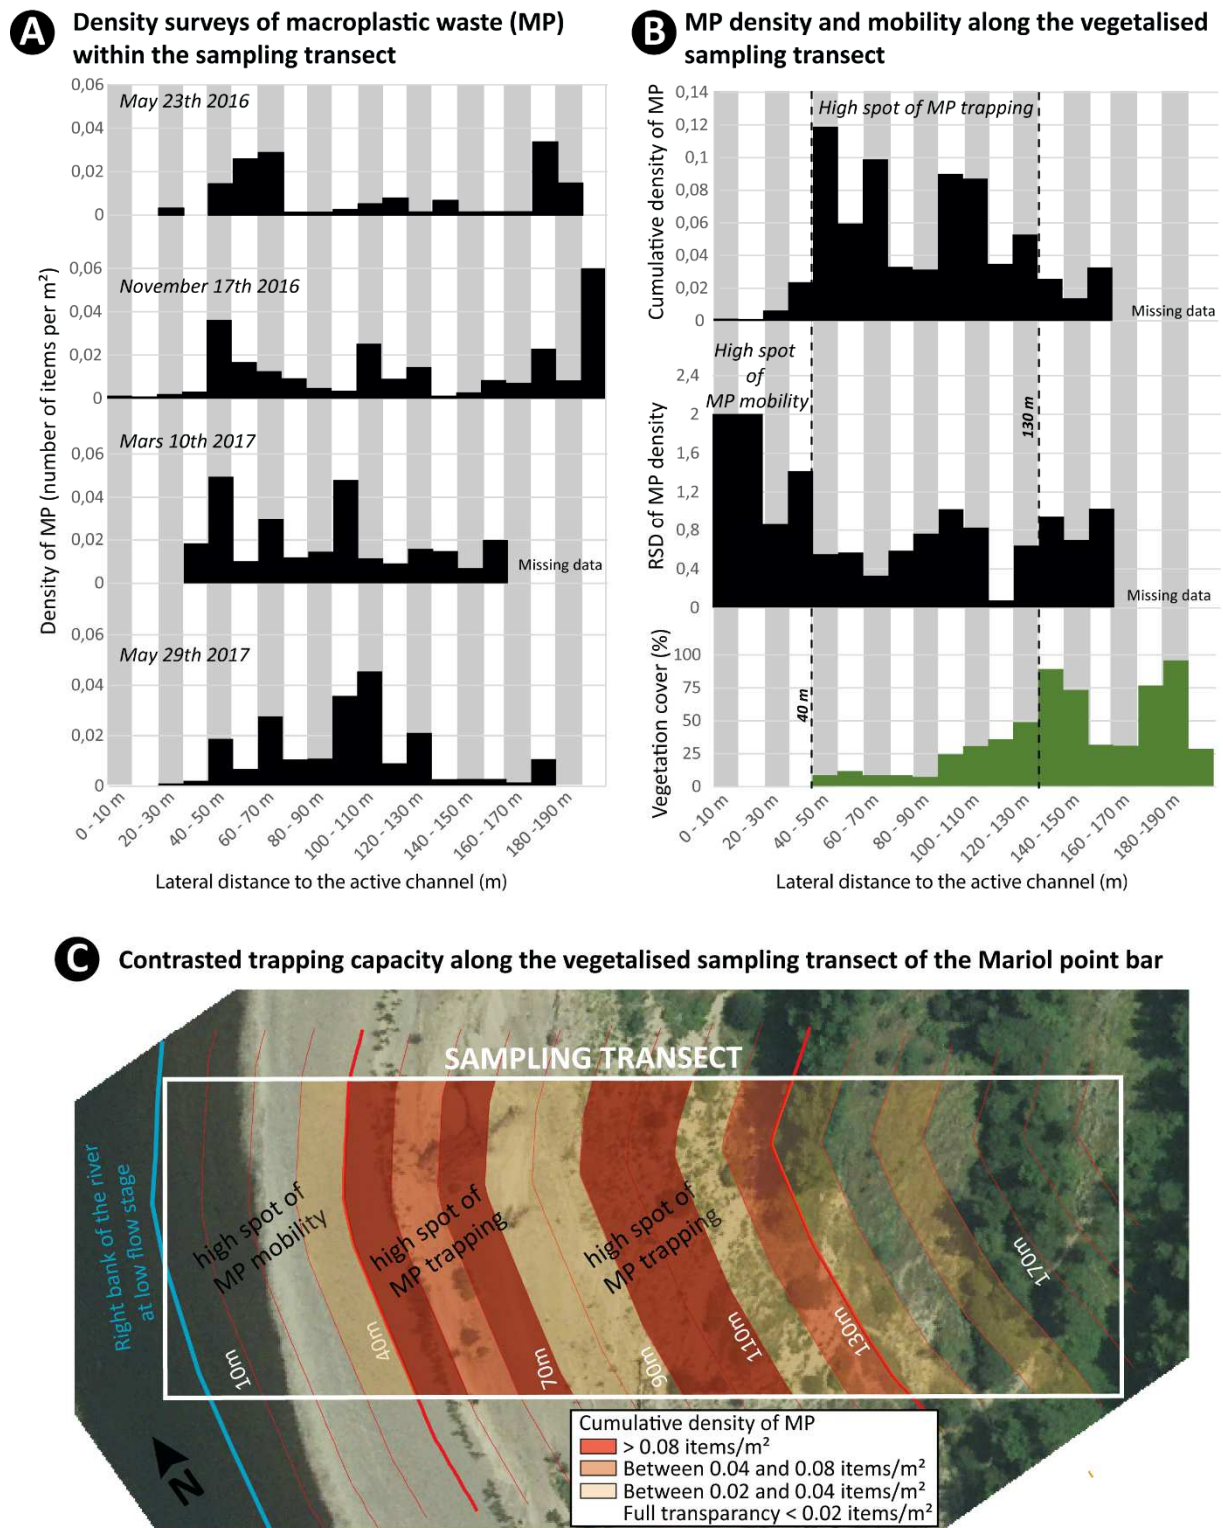 A Density surveys of macroplastic waste (MP)
within the sampling transect
Density of MP (number of items per m²)
0,06
0,04
0,02
0
May 23th 2016
0,06
0,04
0,02
0
November 17th 2016
0,06
0,04
0,02
0
Mars 10th 2017
Missing data
0,06
0,04
0,02
0
May 29th 2017
0 - 10 m
20 - 30 m
40 - 50 m
60 - 70 m
80 - 90 m
100 - 110 m
120 - 130 m
140 - 150 m
160 - 170 m
180 -190 m
Lateral distance to the active channel (m)
B MP density and mobility along the vegetalised
sampling transect
Cumulative density of MP
0,14
0,12
0,1
0,08
0,06
0,04
0,02
0
High spot of MP trapping
Missing data
RSD of MP density
2,4
2
1,6
1,2
0,8
0,4
0
High spot
of
MP mobility
130 m
Missing data
Vegetation cover (%)
100
75
50
25
0
40 m
0 - 10 m
20 - 30 m
40 - 50 m
60 - 70 m
80 - 90 m
100 - 110 m
120 - 130 m
140 - 150 m
160 - 170 m
180 -190 m
Lateral distance to the active channel (m)
C Contrasted trapping capacity along the vegetalised sampling transect of the Mariol point bar
SAMPLING TRANSECT
Right bank of the river
at low flow stage
high spot of
MP mobility
high spot of
MP trapping
high spot of
MP trapping
10m
40m
70m
90m
110m
130m
170m
N
Cumulative density of MP
> 0.08 items/m²
Between 0.04 and 0.08 items/m²
Between 0.02 and 0.04 items/m²
Full transparancy < 0.02 items/m²